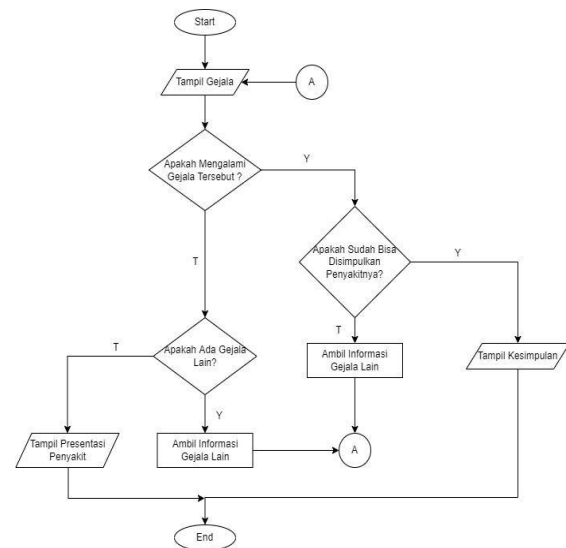 Start
Tampil Gejala
A
Apakah Mengalami
Gejala Tersebut ?
Y
Apakah Sudah Bisa
Disimpulkan
Penyakitnya?
Y
T
T
Ambil Informasi
Gejala Lain
Tampil Kesimpulan
Apakah Ada Gejala
Lain?
T
Y
Tampil Presentasi
Penyakit
Ambil Informasi
Gejala Lain
A
End